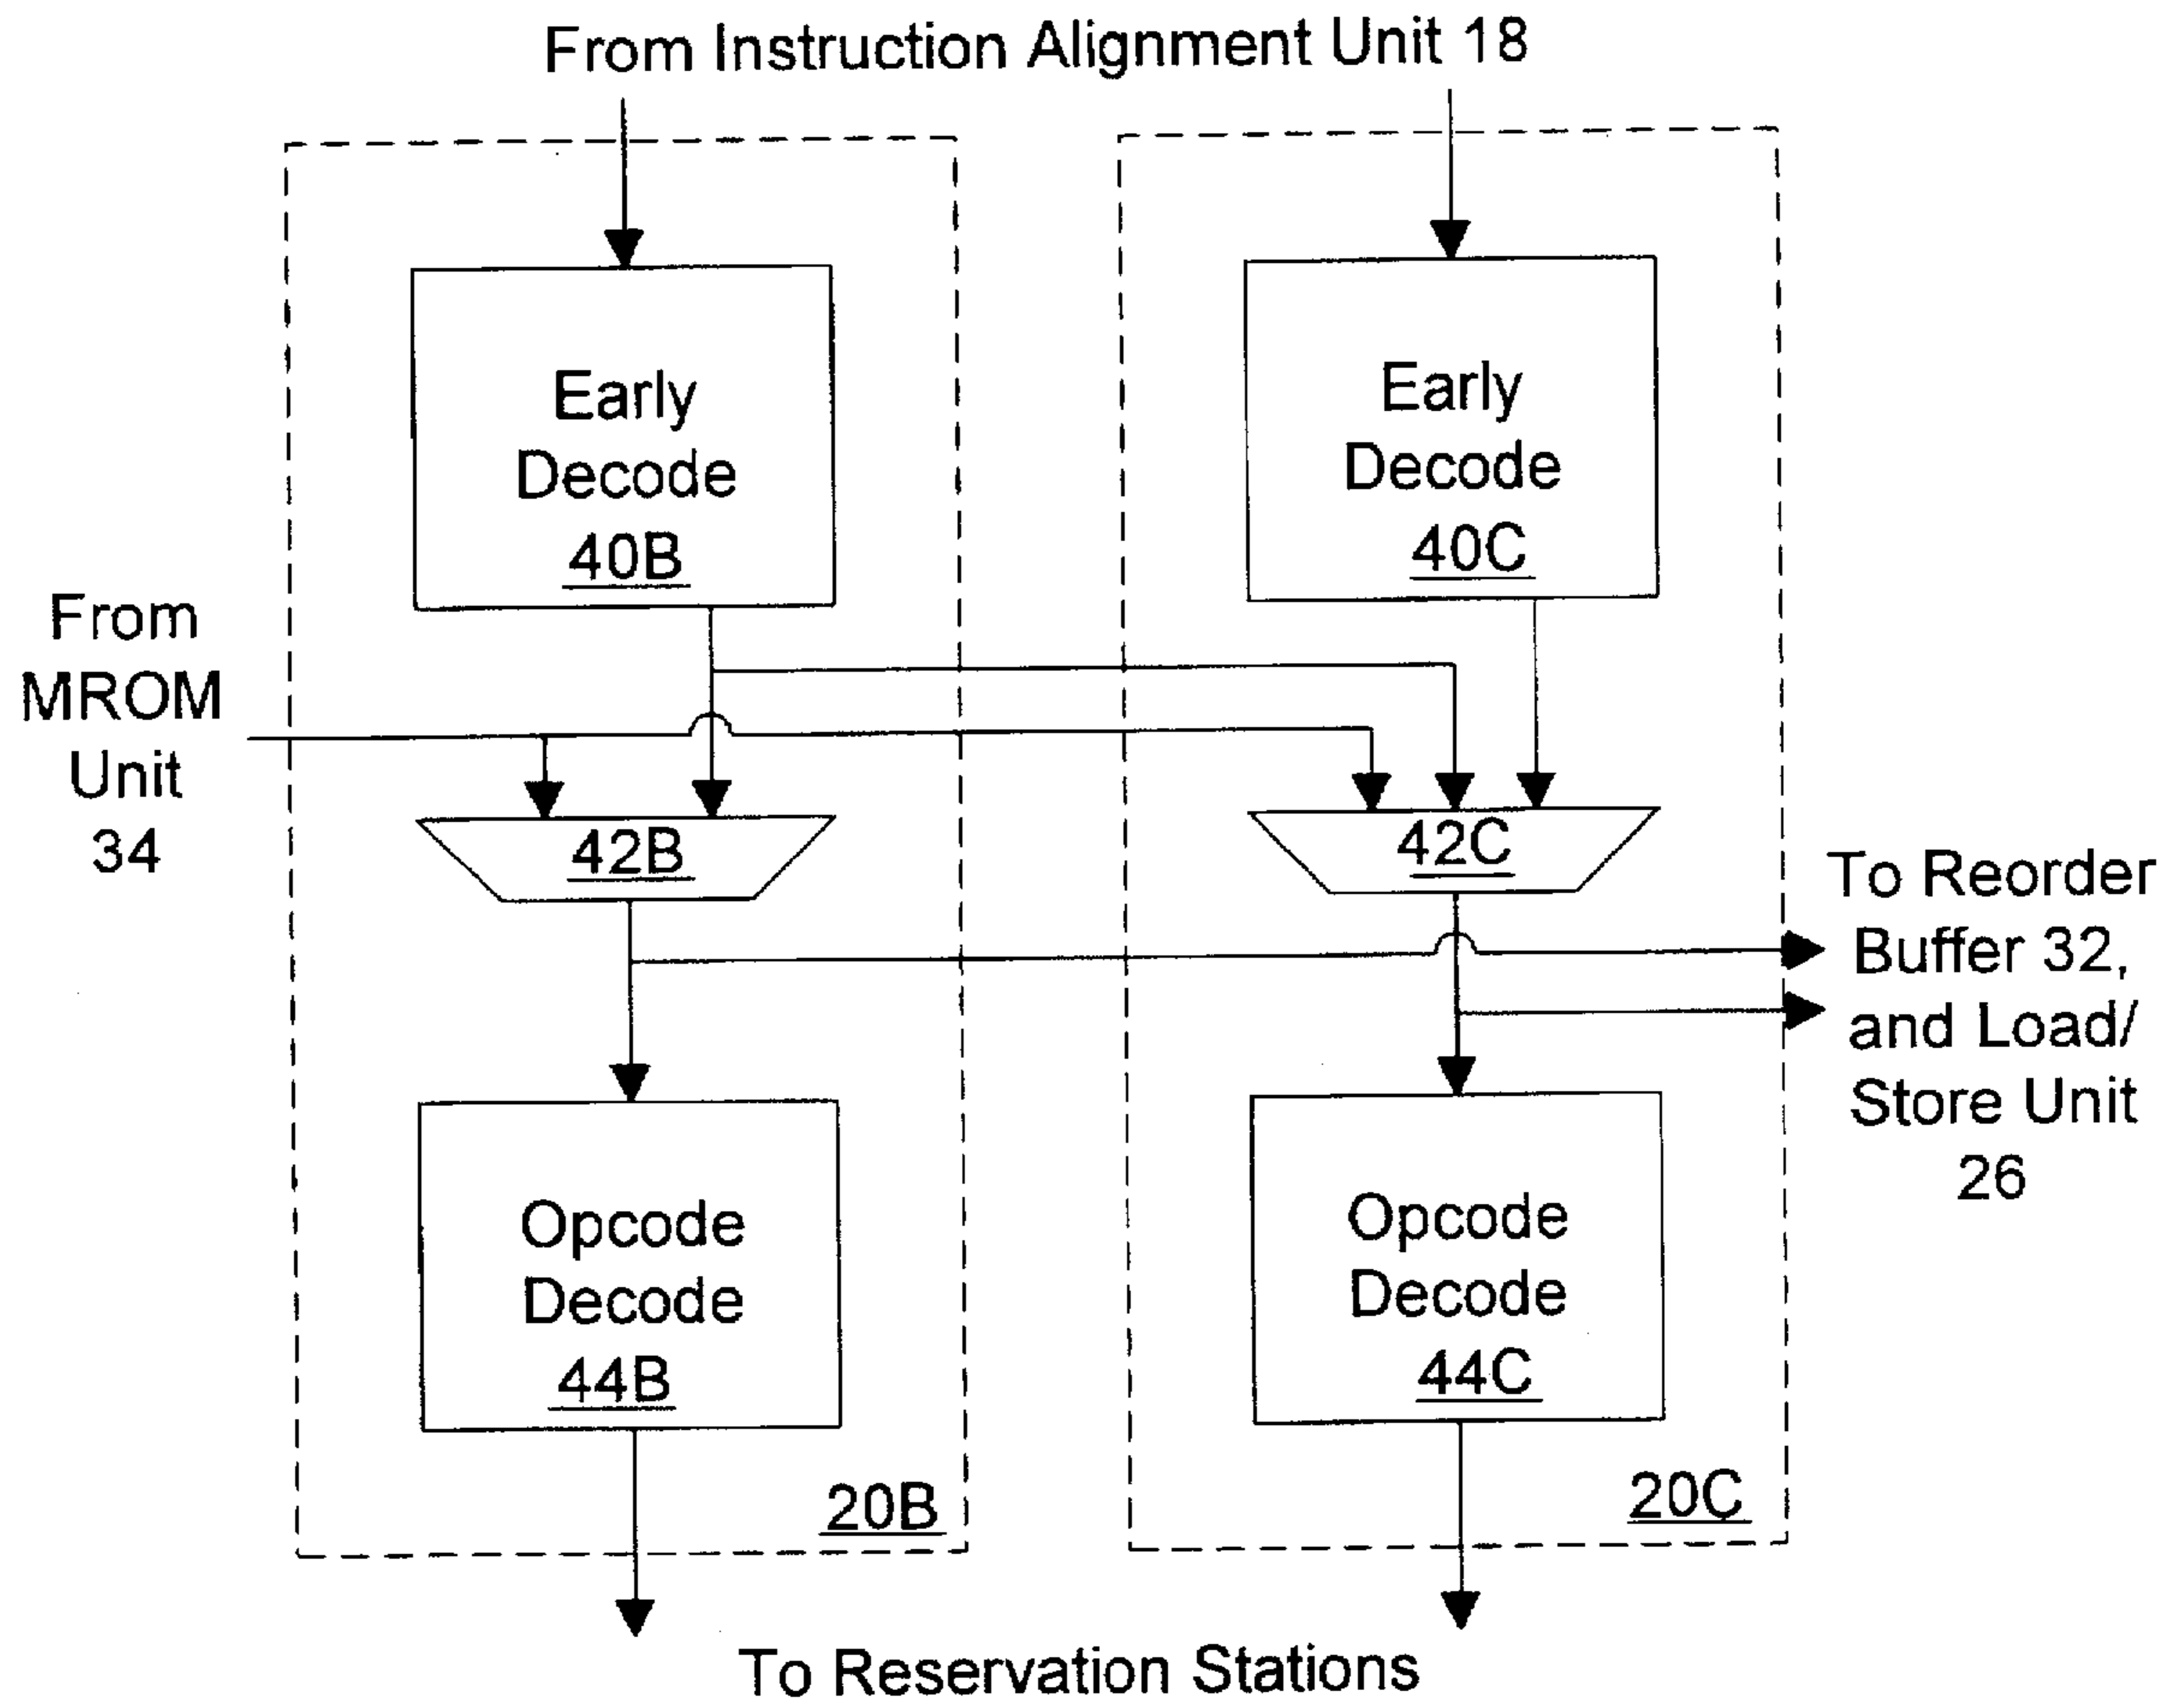 From Instruction Alignment Unit 18
Early
Decode
40B
Early
Decode
40C
From
MROM
Unit
34
42B
42C
To Reorder
Buffer 32,
and Load/
Store Unit
26
Opcode
Decode
44B
Opcode
Decode
44C
20B
20C
To Reservation Stations